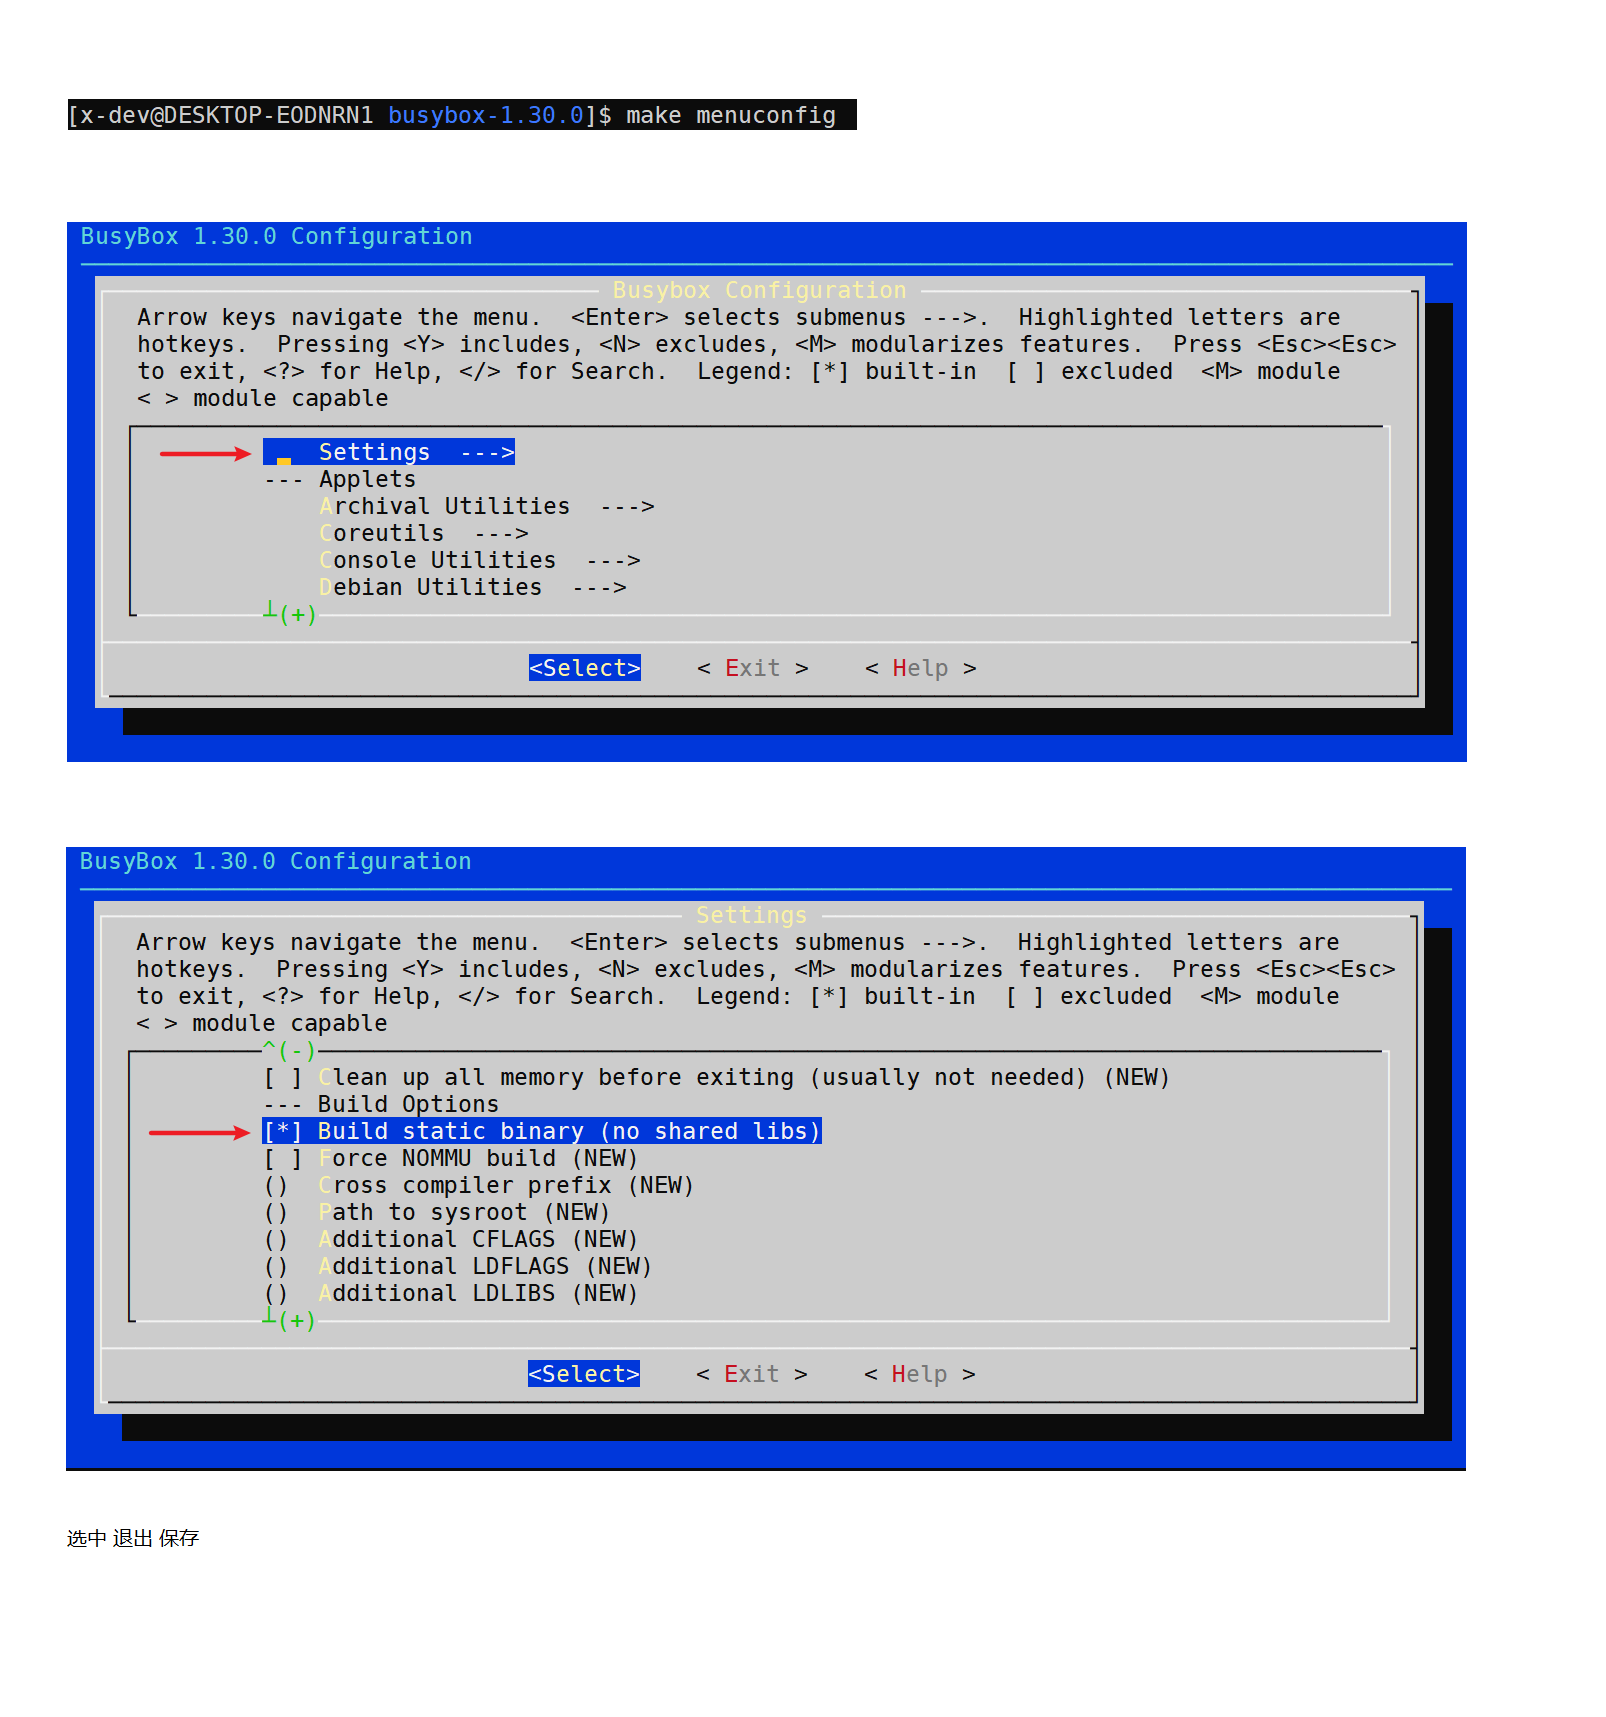 [x-dev@DESKTOP-EODNRN1 busybox-1.30.0]$ make menuconfig
BusyBox 1.30.0 Configuration
Busybox Configuration
Arrow keys navigate the menu.  <Enter> selects submenus --->.  Highlighted letters are
hotkeys.  Pressing <Y> includes, <N> excludes, <M> modularizes features.  Press <Esc><Esc>
to exit, <?> for Help, </> for Search.  Legend: [*] built-in  [ ] excluded  <M> module
< > module capable
Settings  --->
--- Applets
Archival Utilities  --->
Coreutils  --->
Console Utilities  --->
Debian Utilities  --->
┴(+)
<Select>    < Exit >    < Help >
BusyBox 1.30.0 Configuration
Settings
Arrow keys navigate the menu.  <Enter> selects submenus --->.  Highlighted letters are
hotkeys.  Pressing <Y> includes, <N> excludes, <M> modularizes features.  Press <Esc><Esc>
to exit, <?> for Help, </> for Search.  Legend: [*] built-in  [ ] excluded  <M> module
< > module capable
^(-)
[ ] Clean up all memory before exiting (usually not needed) (NEW)
--- Build Options
[*] Build static binary (no shared libs)
[ ] Force NOMMU build (NEW)
()  Cross compiler prefix (NEW)
()  Path to sysroot (NEW)
()  Additional CFLAGS (NEW)
()  Additional LDFLAGS (NEW)
()  Additional LDLIBS (NEW)
┴(+)
<Select>    < Exit >    < Help >
选中 退出 保存